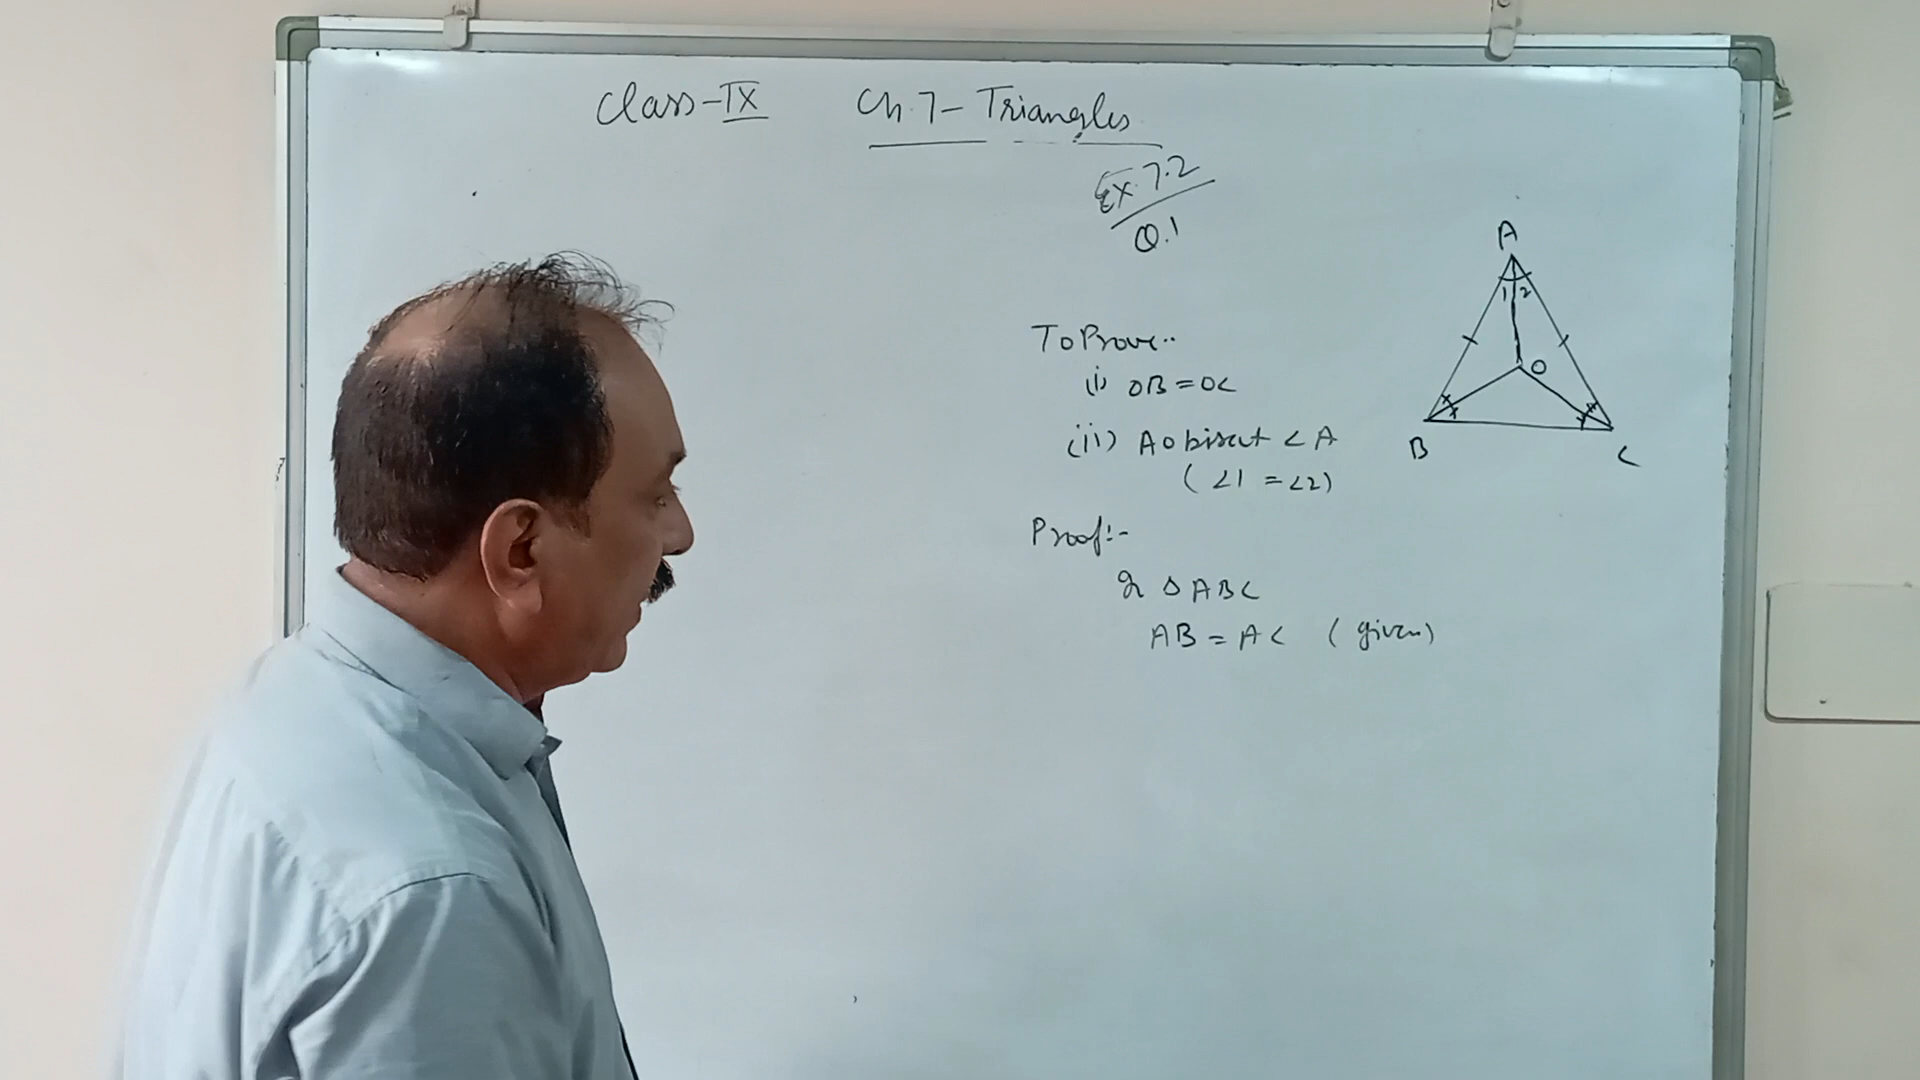 Class-IX Ch.7- Triangles
Ex. 7.2
Q.1
A
1 2
O
B C
To Prove..
(i) OB = OC
(ii) AO bisect ∠A
(∠1 = ∠2)
Proof:-
In △ABC
AB = AC (given)